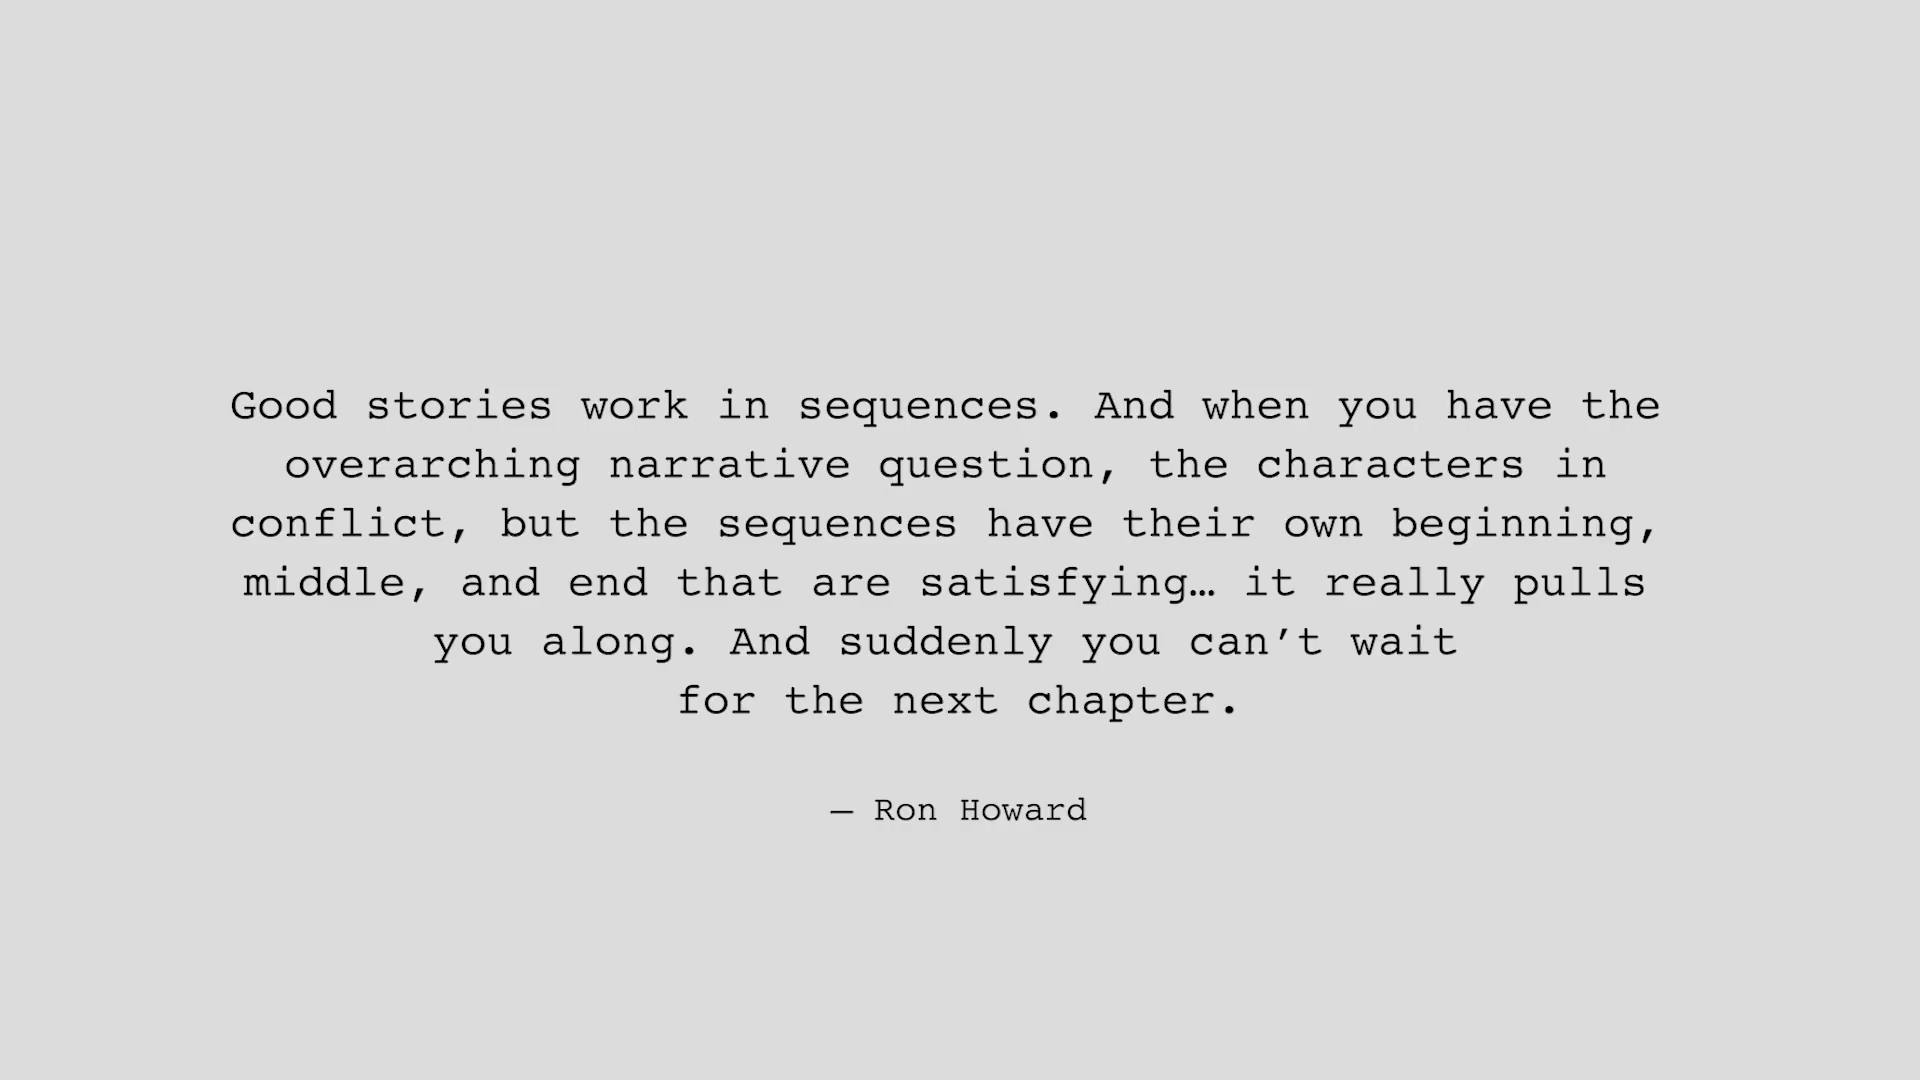 Good stories work in sequences. And when you have the
overarching narrative question, the characters in
conflict, but the sequences have their own beginning,
middle, and end that are satisfying… it really pulls
you along. And suddenly you can’t wait
for the next chapter.
— Ron Howard